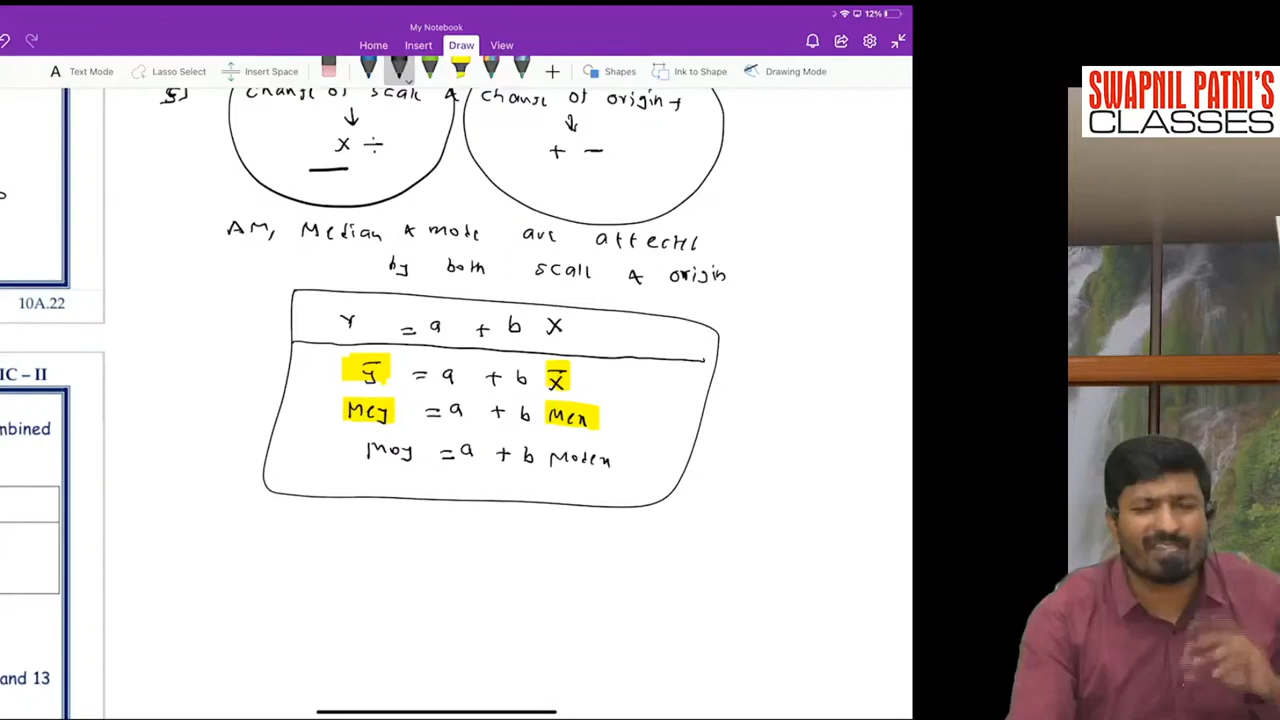 12%
My Notebook
Home Insert Draw View
Text Mode Lasso Select Insert Space Shapes Ink to Shape Drawing Mode
5] Change of scale & Change of origin
x ÷
+ −
AM, Median & mode are affected
by both scale & origin
10A.22
Y = a + b X
IC – II
y̅ = a + b x̅
Mey = a + b Mex
mbined
Moy = a + b Modex
and 13
SWAPNIL PATNI'S
CLASSES